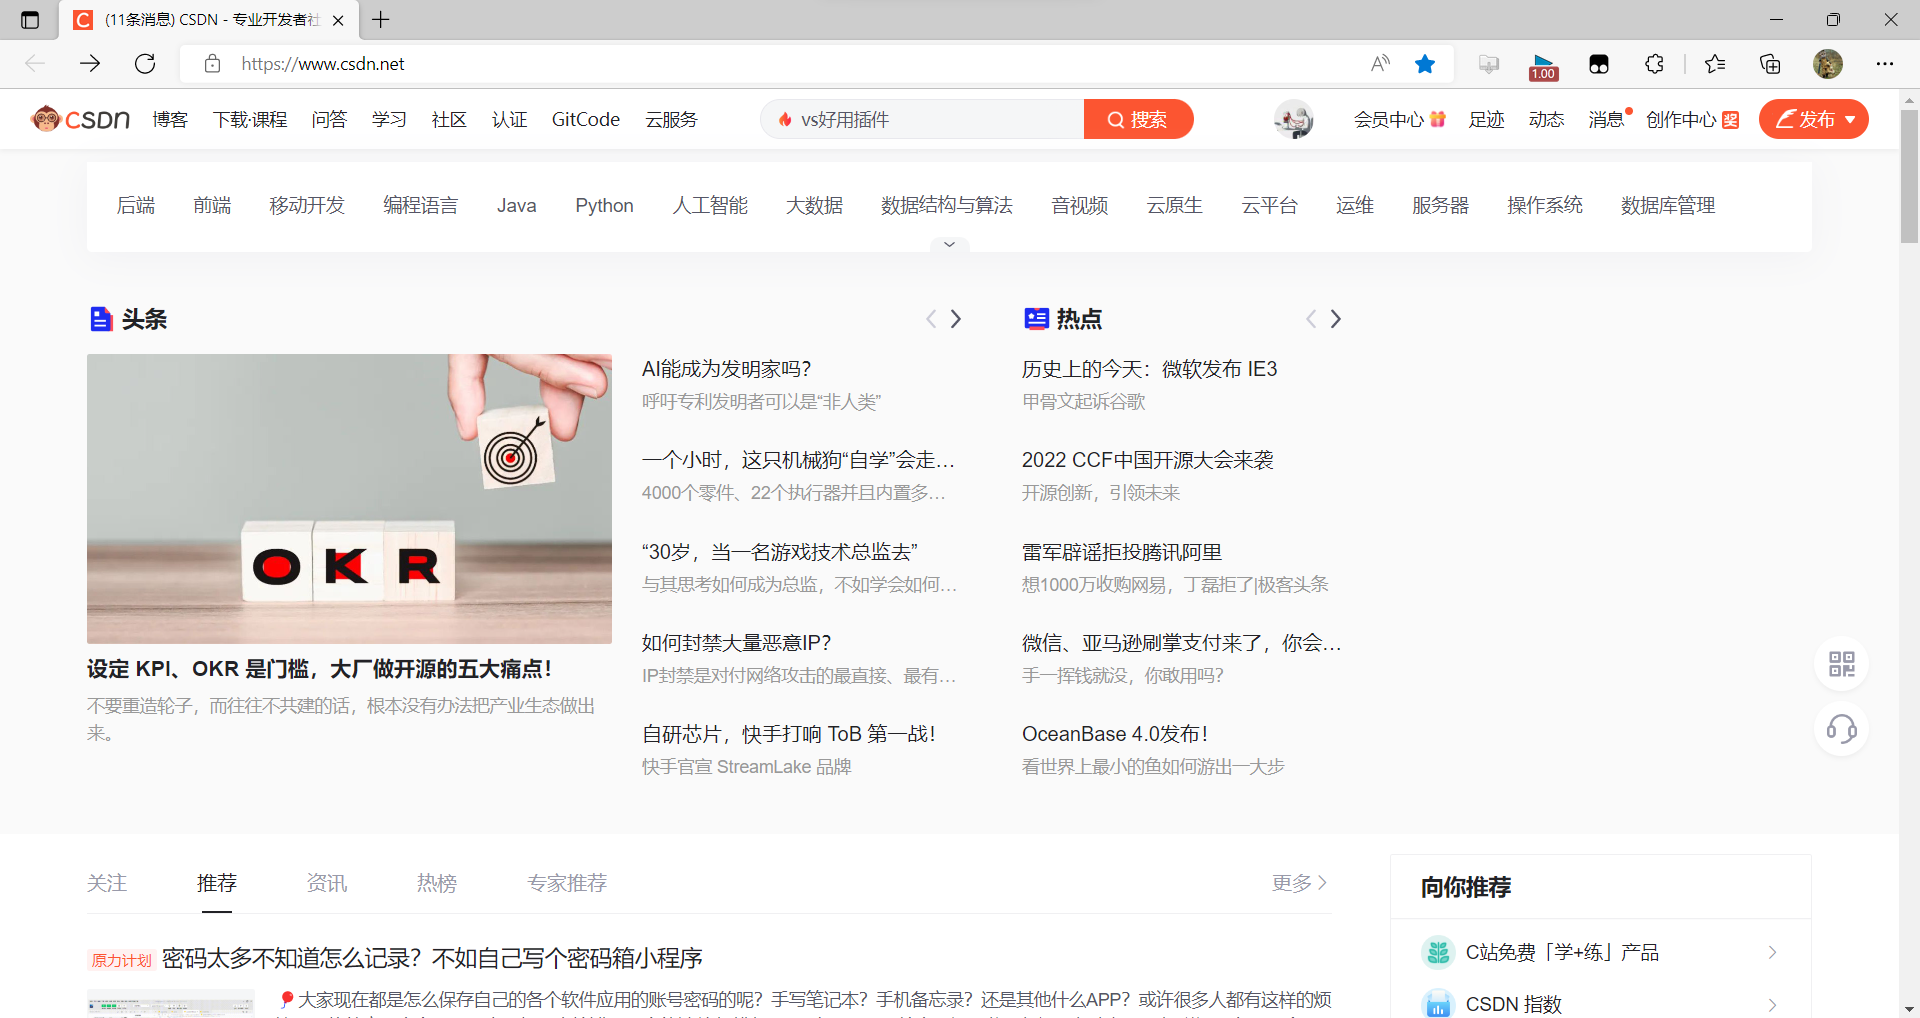 (11条消息) CSDN - 专业开发者社
https://www.csdn.net
1.00
CSDN 博客 下载·课程 问答 学习 社区 认证 GitCode 云服务 vs好用插件 搜索 会员中心 足迹 动态 消息 创作中心 奖 发布
后端 前端 移动开发 编程语言 Java Python 人工智能 大数据 数据结构与算法 音视频 云原生 云平台 运维 服务器 操作系统 数据库管理
头条
OKR
设定 KPI、OKR 是门槛，大厂做开源的五大痛点！
不要重造轮子，而往往不共建的话，根本没有办法把产业生态做出
来。
AI能成为发明家吗？
呼吁专利发明者可以是“非人类”
一个小时，这只机械狗“自学”会走…
4000个零件、22个执行器并且内置多…
“30岁，当一名游戏技术总监去”
与其思考如何成为总监，不如学会如何…
如何封禁大量恶意IP？
IP封禁是对付网络攻击的最直接、最有…
自研芯片，快手打响 ToB 第一战！
快手官宣 StreamLake 品牌
热点
历史上的今天：微软发布 IE3
甲骨文起诉谷歌
2022 CCF中国开源大会来袭
开源创新，引领未来
雷军辟谣拒投腾讯阿里
想1000万收购网易，丁磊拒了|极客头条
微信、亚马逊刷掌支付来了，你会…
手一挥钱就没，你敢用吗？
OceanBase 4.0发布！
看世界上最小的鱼如何游出一大步
关注 推荐 资讯 热榜 专家推荐 更多
原力计划 密码太多不知道怎么记录？不如自己写个密码箱小程序
大家现在都是怎么保存自己的各个软件应用的账号密码的呢？手写笔记本？手机备忘录？还是其他什么APP？或许很多人都有这样的烦
向你推荐
C站免费「学+练」产品
CSDN 指数